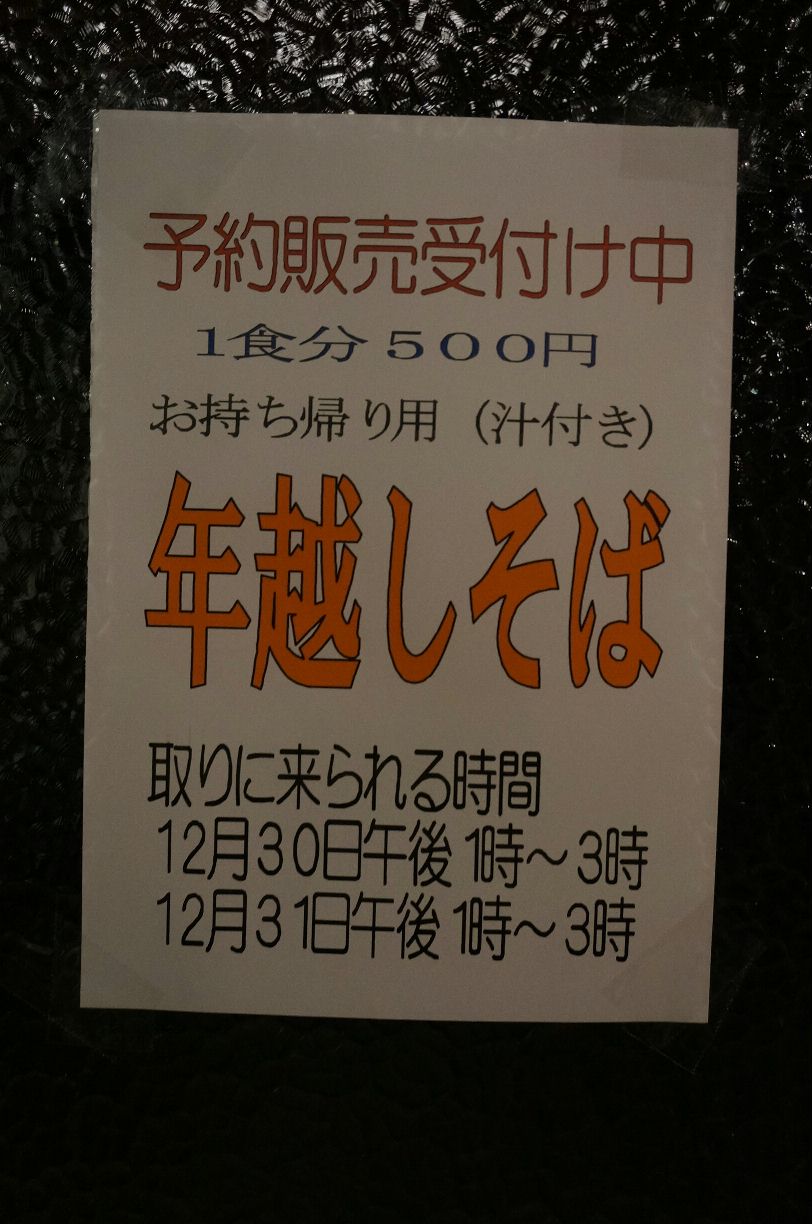 予約販売受付け中
1食分500円
お持ち帰り用(汁付き)
年越しそば
取りに来られる時間
12月30日午後1時〜3時
12月31日午後1時〜3時